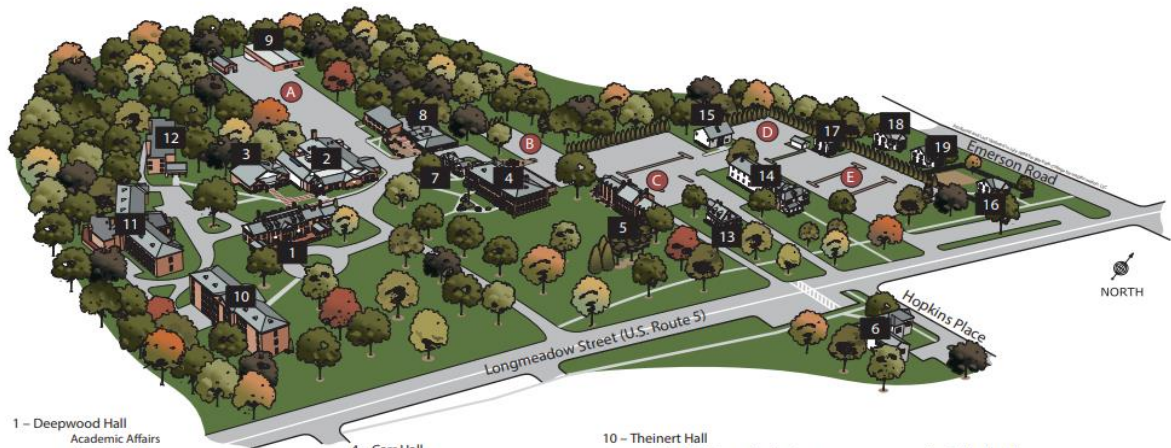 9
A
12
8
15
D
17
18
3
2
B
19
Emerson Road
7
4
C
14
E
16
11
5
1
13
NORTH
10
Hopkins Place
6
Longmeadow Street (U.S. Route 5)
1 – Deepwood Hall
Academic Affairs
10 – Theinert Hall